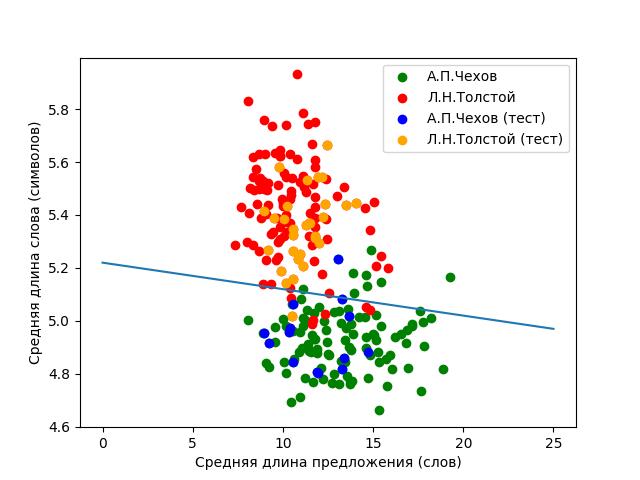 А.П.Чехов
Л.Н.Толстой
А.П.Чехов (тест)
Л.Н.Толстой (тест)
Средняя длина слова (символов)
5.8
5.6
5.4
5.2
5.0
4.8
4.6
0 5 10 15 20 25
Средняя длина предложения (слов)